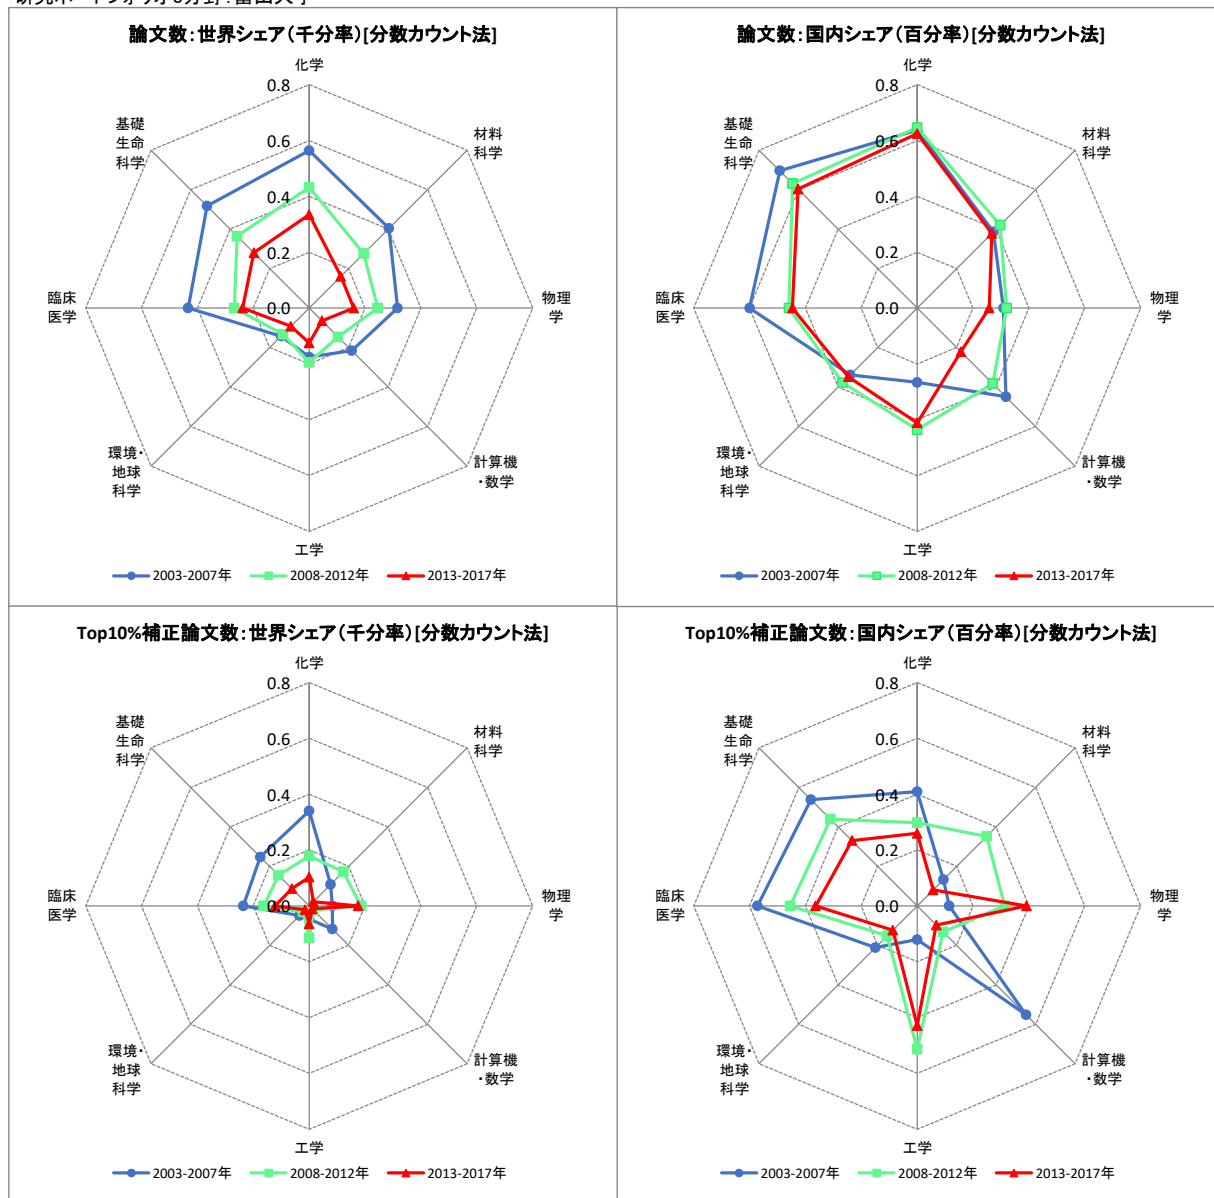 論文数：世界シェア（千分率）[分数カウント法]
化学
0.8
0.6
0.4
0.2
0.0
基礎
生命
科学
材料
科学
臨床
医学
物理
学
環境・
地球
科学
計算機
・数学
工学
2003-2007年 2008-2012年 2013-2017年
論文数：国内シェア（百分率）[分数カウント法]
化学
0.8
0.6
0.4
0.2
0.0
基礎
生命
科学
材料
科学
臨床
医学
物理
学
環境・
地球
科学
計算機
・数学
工学
2003-2007年 2008-2012年 2013-2017年
Top10%補正論文数：世界シェア（千分率）[分数カウント法]
化学
0.8
0.6
0.4
0.2
0.0
基礎
生命
科学
材料
科学
臨床
医学
物理
学
環境・
地球
科学
計算機
・数学
工学
2003-2007年 2008-2012年 2013-2017年
Top10%補正論文数：国内シェア（百分率）[分数カウント法]
化学
0.8
0.6
0.4
0.2
0.0
基礎
生命
科学
材料
科学
臨床
医学
物理
学
環境・
地球
科学
計算機
・数学
工学
2003-2007年 2008-2012年 2013-2017年